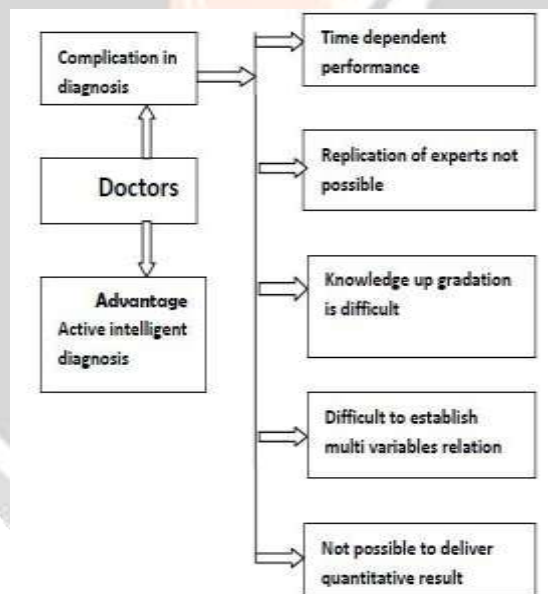 Complication in
diagnosis
Doctors
Advantage
Active intelligent
diagnosis
Time dependent
performance
Replication of experts not
possible
Knowledge up gradation
is difficult
Difficult to establish
multi variables relation
Not possible to deliver
quantitative result